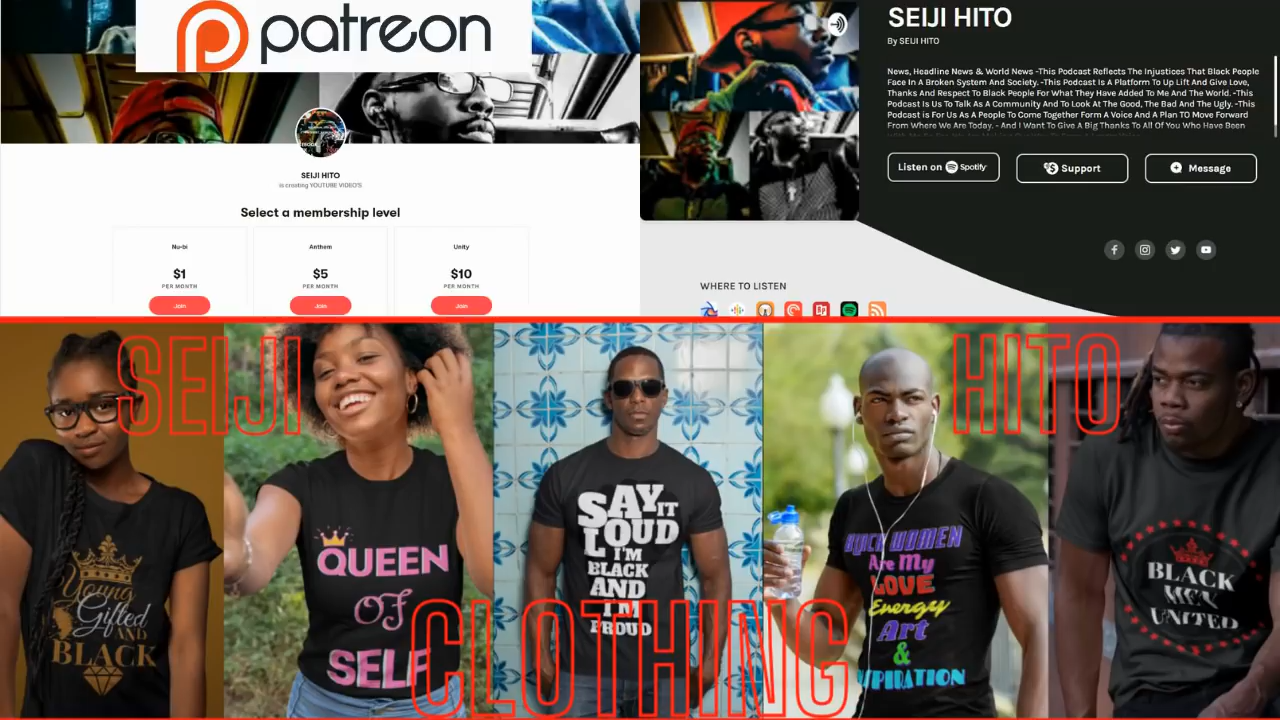 patreon
SEIJI HITO
is creating YOUTUBE VIDEO'S
Select a membership level
Nu-bi
$1
PER MONTH
Join
Anthem
$5
PER MONTH
Join
Unity
$10
PER MONTH
Join
SEIJI HITO
By SEIJI HITO
News, Headline News & World News -This Podcast Reflects The Injustices That Black People
Face In A Broken System And Society. -This Podcast Is A Platform To Up Lift And Give Love,
Thanks And Respect To Black People For What They Have Added To Me And The World. -This
Podcast Is Us To Talk As A Community And To Look At The Good, The Bad And The Ugly. -This
Podcast is For Us As A People To Come Together Form A Voice And A Plan TO Move Forward
From Where We Are Today. - And I Want To Give A Big Thanks To All Of You Who Have Been
Listen on Spotify
Support
Message
WHERE TO LISTEN
SEIJI
HITO
CLOTHING
Young
Gifted
AND
BLACK
QUEEN
OF
SELF
SAY IT
LOUD
I'M
BLACK
AND
I'M
PROUD
BLACK WOMEN
Are My
LOVE
Energy
Art
&
INSPIRATION
BLACK
MEN
UNITED